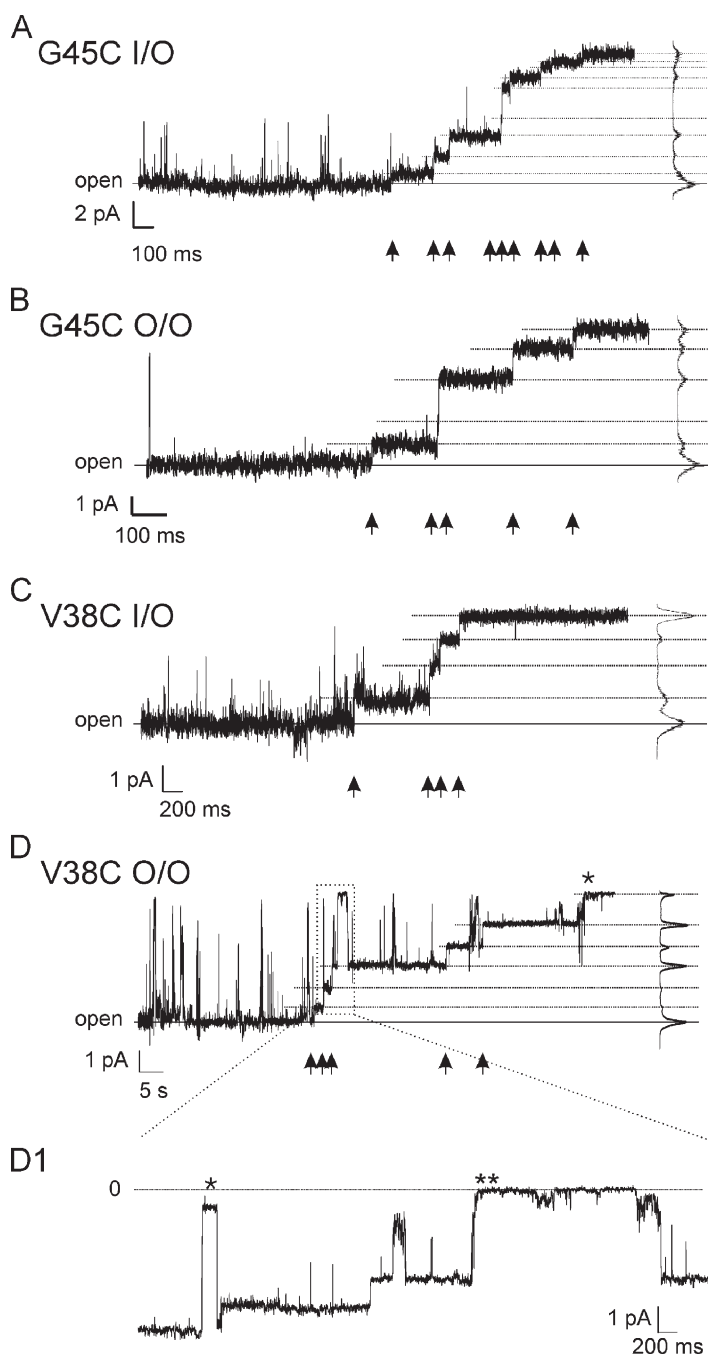 A
G45C I/O
open
2 pA
100 ms
B
G45C O/O
open
1 pA
100 ms
C
V38C I/O
open
1 pA
200 ms
D
V38C O/O
*
open
1 pA
5 s
D1
0
*
**
1 pA
200 ms